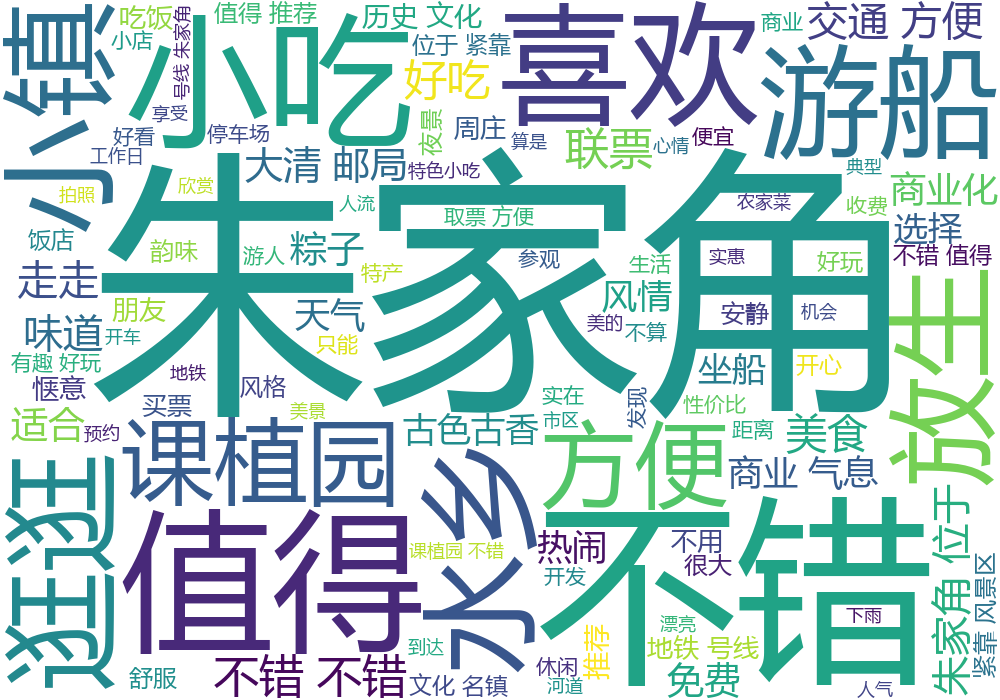 小镇
吃饭
小店
小吃
号线 朱家角
享受
值得 推荐
历史 文化
位于 紧靠
好吃
喜欢
商业
交通 方便
游船
好看
停车场
工作日
夜景
周庄
算是
联票
心情
便宜
大清 邮局
特色小吃
典型
商业化
拍照
欣赏
人流
朱家角
取票 方便
农家菜
收费
选择
饭店
韵味
游人
粽子
参观
生活
实惠
好玩
不错 值得
走走
特产
风情
朋友
天气
美的
安静
机会
味道
开车
只能
不算
放生
有趣 好玩
地铁
坐船
开心
惬意
风格
买票
美景
实在
发现
性价比
适合
预约
古色古香
市区
距离
美食
课植园
方便
商业 气息
逛逛
水乡
值得
不错
课植园 不错
热闹
不用
很大
开发
朱家角 位于
紧靠 风景区
下雨
漂亮
到达
推荐
地铁 号线
休闲
舒服
不错 不错
文化 名镇
河道
免费
人气